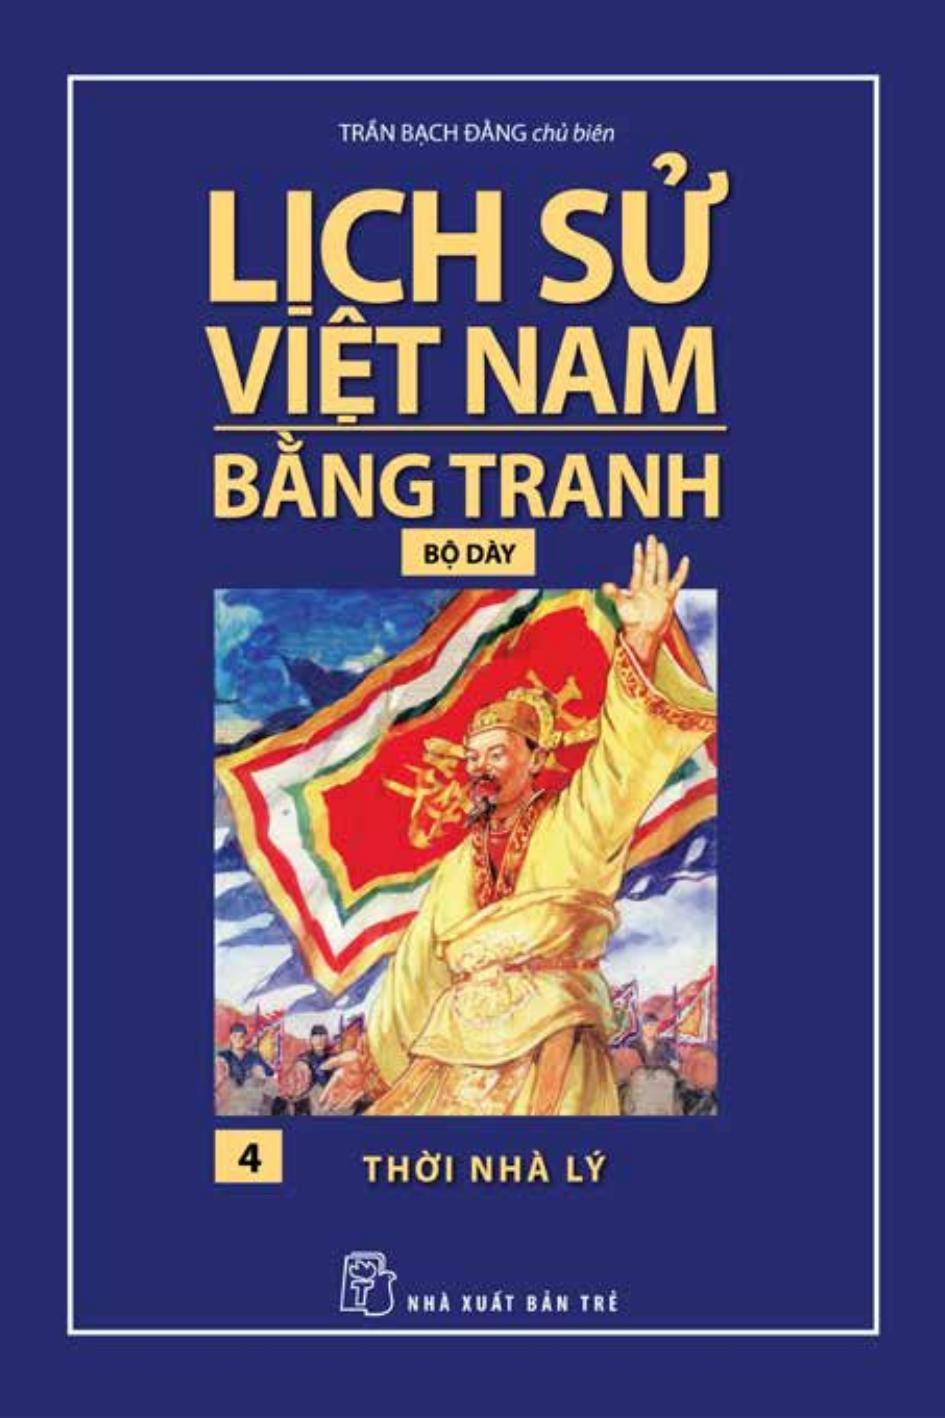 TRẦN BẠCH ĐẰNG chủ biên
LỊCH SỬ
VIỆT NAM
BẰNG TRANH
BỘ DÀY
4
THỜI NHÀ LÝ
NHÀ XUẤT BẢN TRẺ